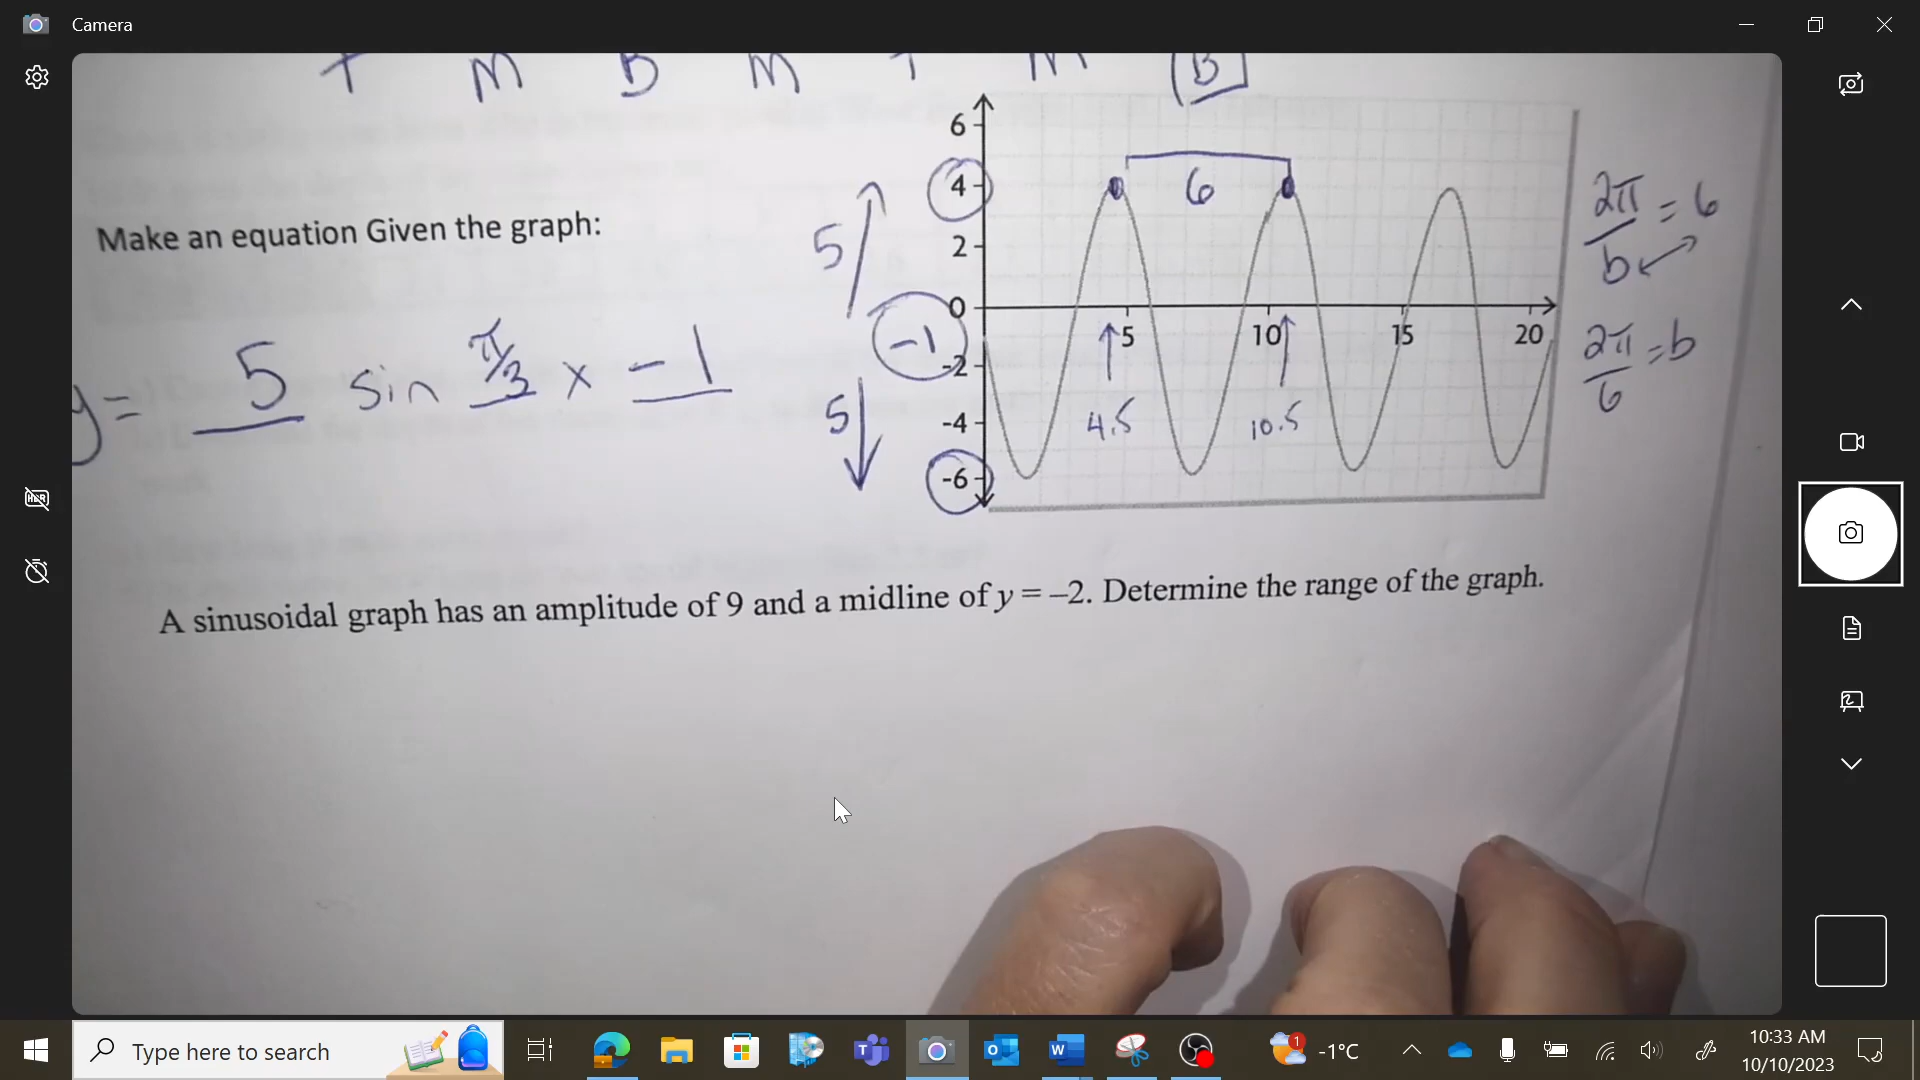 Camera
T M B M T M B
6
4
2
0
-2
-4
-6
5 10 15 20
6
4.5 10.5
5
-1
5
2π/b = 6
2π/6 = b
Make an equation Given the graph:
y = 5 sin π/3 x -1
A sinusoidal graph has an amplitude of 9 and a midline of y = –2. Determine the range of the graph.
Type here to search
1
-1°C
10:33 AM
10/10/2023